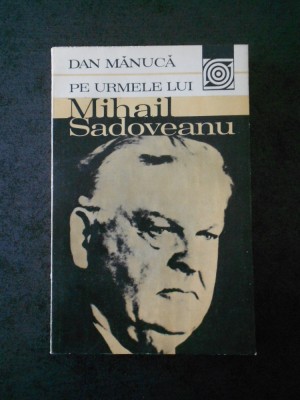 DAN MĂNUCĂ
PE URMELE LUI
Mihail
Sadoveanu